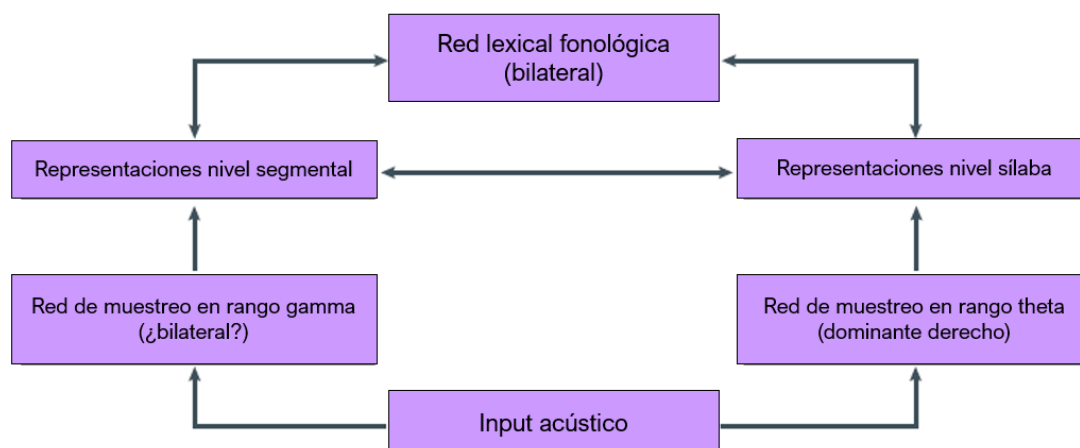 Red lexical fonológica
(bilateral)
Representaciones nivel segmental
Representaciones nivel sílaba
Red de muestreo en rango gamma
(¿bilateral?)
Red de muestreo en rango theta
(dominante derecho)
Input acústico